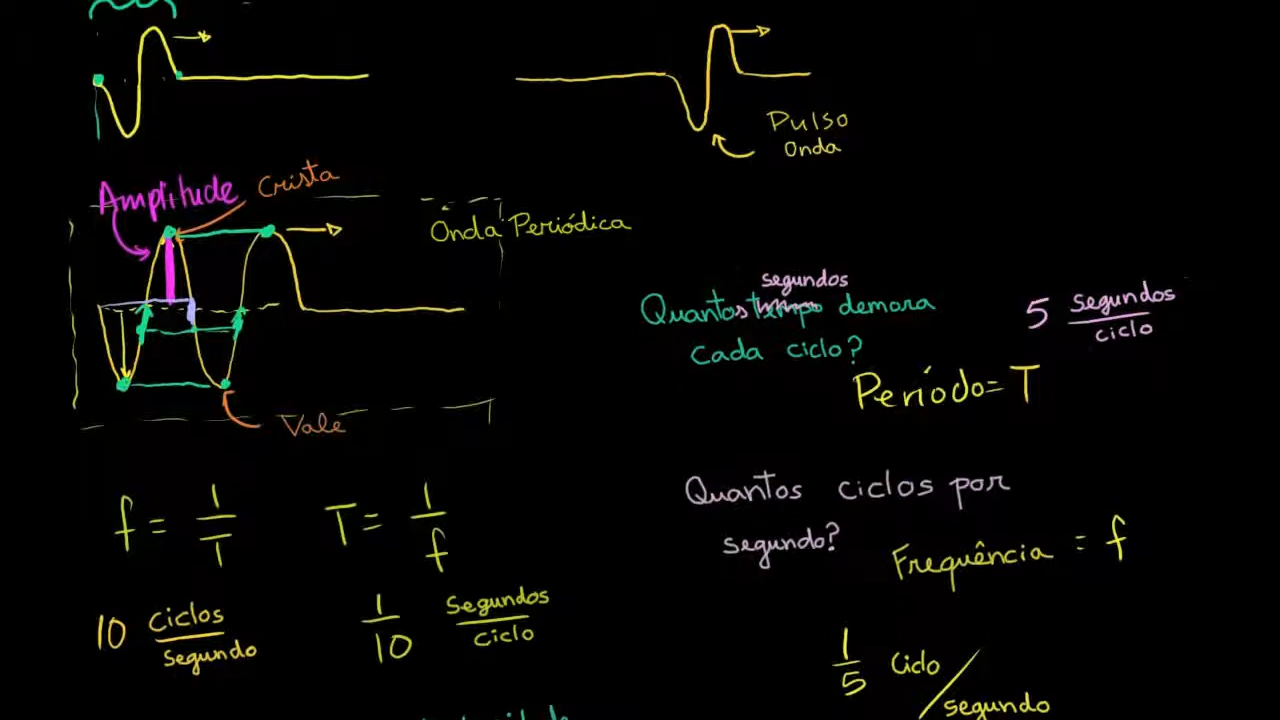 Pulso
Onda
Amplitude
Crista
Onda Periódica
Vale
segundos
Quantos tempo demora
cada ciclo?
5 segundos
ciclo
Período = T
Quantos ciclos por
segundo?
Frequência = f
f = 1/T
T = 1/f
10 ciclos/segundo
1/10 segundos/ciclo
1/5 ciclo/segundo